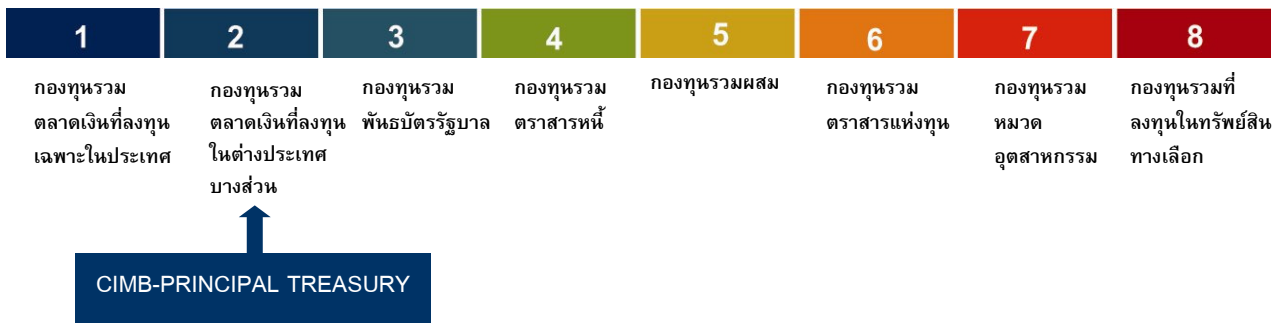 1 2 3 4 5 6 7 8
กองทุนรวม
ตลาดเงินที่ลงทุน
เฉพาะในประเทศ
กองทุนรวม
ตลาดเงินที่ลงทุน
ในต่างประเทศ
บางส่วน
กองทุนรวม
พันธบัตรรัฐบาล
กองทุนรวม
ตราสารหนี้
กองทุนรวมผสม
กองทุนรวม
ตราสารแห่งทุน
กองทุนรวม
หมวด
อุตสาหกรรม
กองทุนรวมที่
ลงทุนในทรัพย์สิน
ทางเลือก
CIMB-PRINCIPAL TREASURY